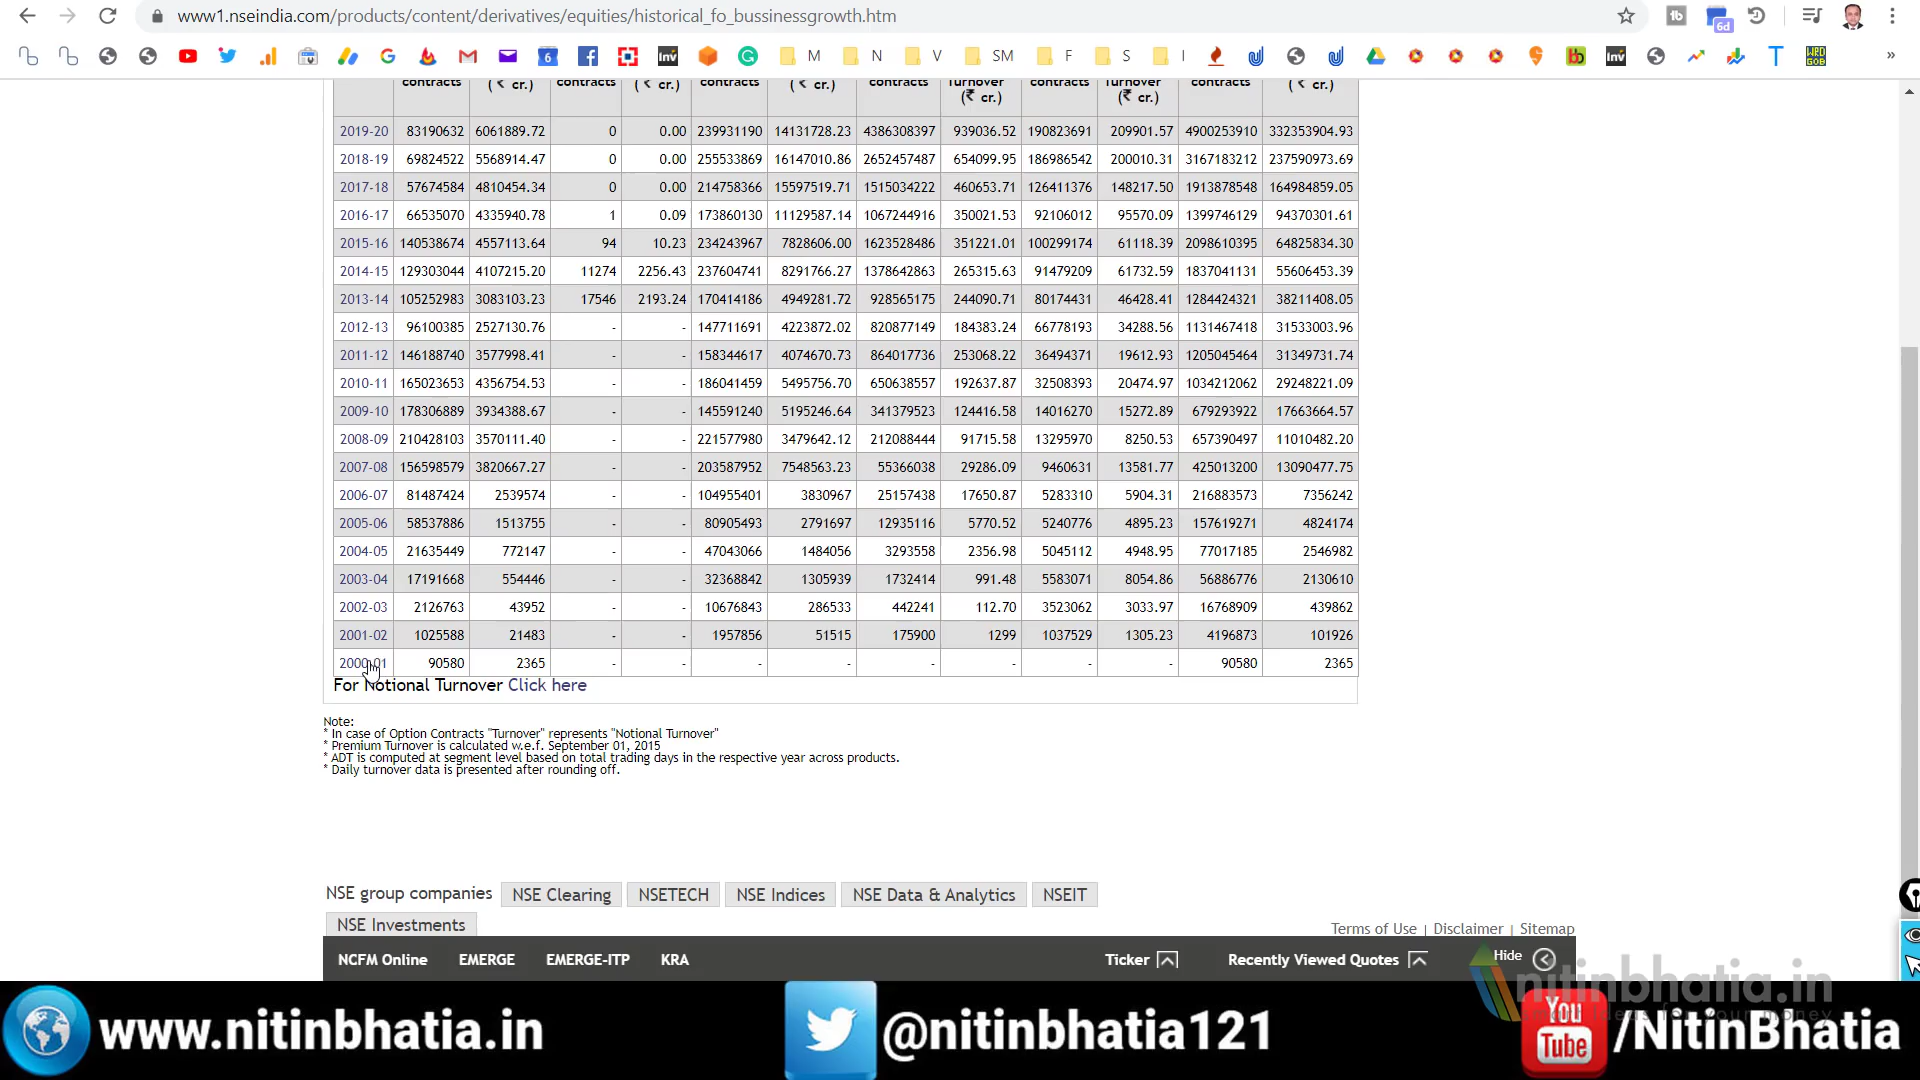 www1.nseindia.com/products/content/derivatives/equities/historical_fo_bussinessgrowth.htm
M N V SM F S I
contracts (₹ cr.) contracts (₹ cr.) contracts (₹ cr.) contracts Turnover (₹ cr.) contracts Turnover (₹ cr.) contracts (₹ cr.)
2019-20 83190632 6061889.72 0 0.00 239931190 14131728.23 4386308397 939036.52 190823691 209901.57 4900253910 332353904.93
2018-19 69824522 5568914.47 0 0.00 255533869 16147010.86 2652457487 654099.95 186986542 200010.31 3167183212 237590973.69
2017-18 57674584 4810454.34 0 0.00 214758366 15597519.71 1515034222 460653.71 126411376 148217.50 1913878548 164984859.05
2016-17 66535070 4335940.78 1 0.09 173860130 11129587.14 1067244916 350021.53 92106012 95570.09 1399746129 94370301.61
2015-16 140538674 4557113.64 94 10.23 234243967 7828606.00 1623528486 351221.01 100299174 61118.39 2098610395 64825834.30
2014-15 129303044 4107215.20 11274 2256.43 237604741 8291766.27 1378642863 265315.63 91479209 61732.59 1837041131 55606453.39
2013-14 105252983 3083103.23 17546 2193.24 170414186 4949281.72 928565175 244090.71 80174431 46428.41 1284424321 38211408.05
2012-13 96100385 2527130.76 - - 147711691 4223872.02 820877149 184383.24 66778193 34288.56 1131467418 31533003.96
2011-12 146188740 3577998.41 - - 158344617 4074670.73 864017736 253068.22 36494371 19612.93 1205045464 31349731.74
2010-11 165023653 4356754.53 - - 186041459 5495756.70 650638557 192637.87 32508393 20474.97 1034212062 29248221.09
2009-10 178306889 3934388.67 - - 145591240 5195246.64 341379523 124416.58 14016270 15272.89 679293922 17663664.57
2008-09 210428103 3570111.40 - - 221577980 3479642.12 212088444 91715.58 13295970 8250.53 657390497 11010482.20
2007-08 156598579 3820667.27 - - 203587952 7548563.23 55366038 29286.09 9460631 13581.77 425013200 13090477.75
2006-07 81487424 2539574 - - 104955401 3830967 25157438 17650.87 5283310 5904.31 216883573 7356242
2005-06 58537886 1513755 - - 80905493 2791697 12935116 5770.52 5240776 4895.23 157619271 4824174
2004-05 21635449 772147 - - 47043066 1484056 3293558 2356.98 5045112 4948.95 77017185 2546982
2003-04 17191668 554446 - - 32368842 1305939 1732414 991.48 5583071 8054.86 56886776 2130610
2002-03 2126763 43952 - - 10676843 286533 442241 112.70 3523062 3033.97 16768909 439862
2001-02 1025588 21483 - - 1957856 51515 175900 1299 1037529 1305.23 4196873 101926
2000-01 90580 2365 - - - - - - - - 90580 2365
For Notional Turnover Click here
Note:
* In case of Option Contracts "Turnover" represents "Notional Turnover"
* Premium Turnover is calculated w.e.f. September 01, 2015
* ADT is computed at segment level based on total trading days in the respective year across products.
* Daily turnover data is presented after rounding off.
NSE group companies NSE Clearing NSETECH NSE Indices NSE Data & Analytics NSEIT
NSE Investments
Terms of Use | Disclaimer | Sitemap
NCFM Online EMERGE EMERGE-ITP KRA Ticker Recently Viewed Quotes Hide
nitinbhatia.in
www.nitinbhatia.in @nitinbhatia121 You Tube /NitinBhatia